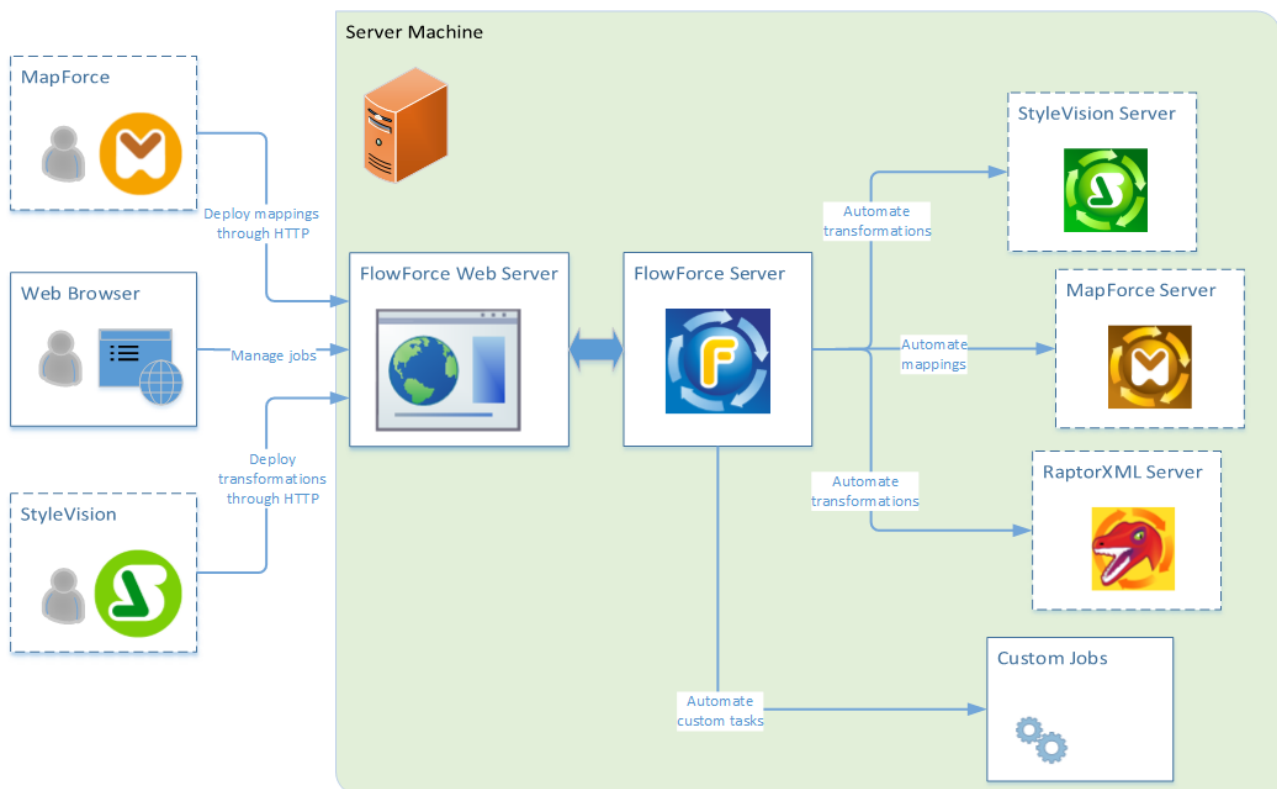 Server Machine
MapForce
Deploy mappings
through HTTP
Web Browser
Manage jobs
Deploy
transformations
through HTTP
StyleVision
FlowForce Web Server
FlowForce Server
F
Automate
transformations
StyleVision Server
Automate
mappings
MapForce Server
Automate
transformations
RaptorXML Server
Automate
custom tasks
Custom Jobs